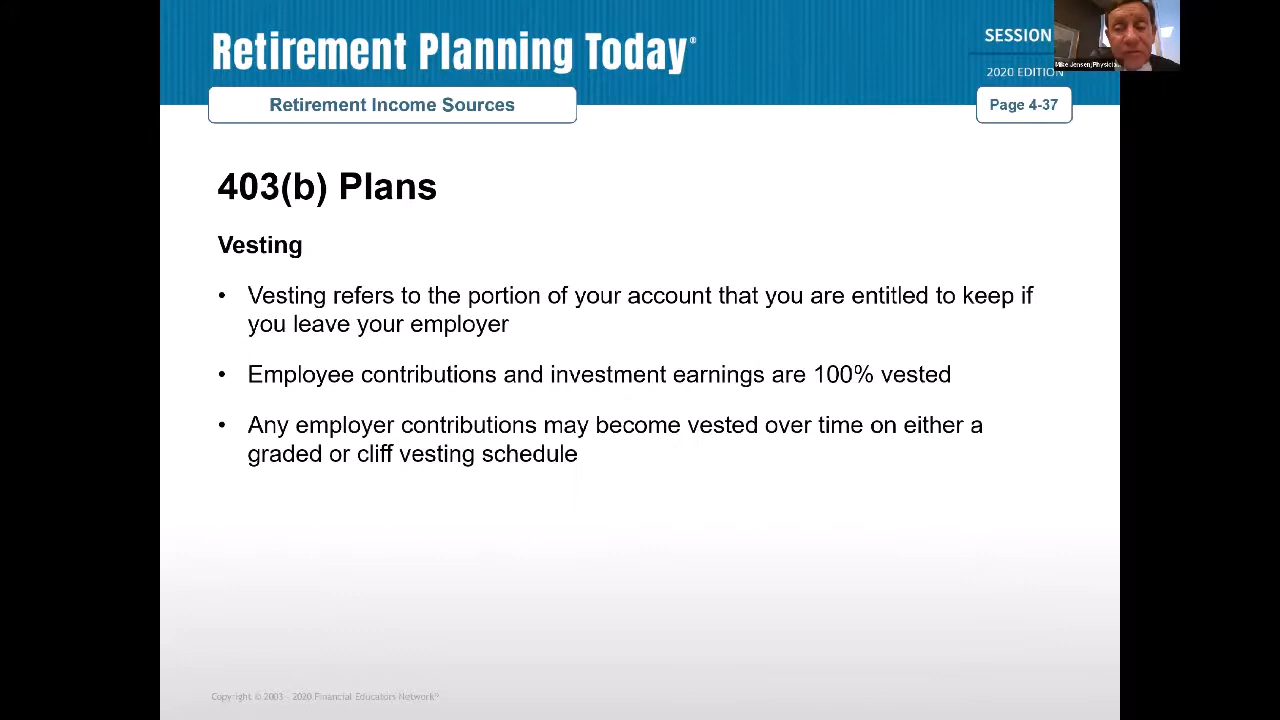 Retirement Planning Today®
SESSION
2020 EDITION
Mike Jensen,Physicia...
Retirement Income Sources
Page 4-37
403(b) Plans
Vesting
• Vesting refers to the portion of your account that you are entitled to keep if
you leave your employer
• Employee contributions and investment earnings are 100% vested
• Any employer contributions may become vested over time on either a
graded or cliff vesting schedule
Copyright © 2003 - 2020 Financial Educators Network®